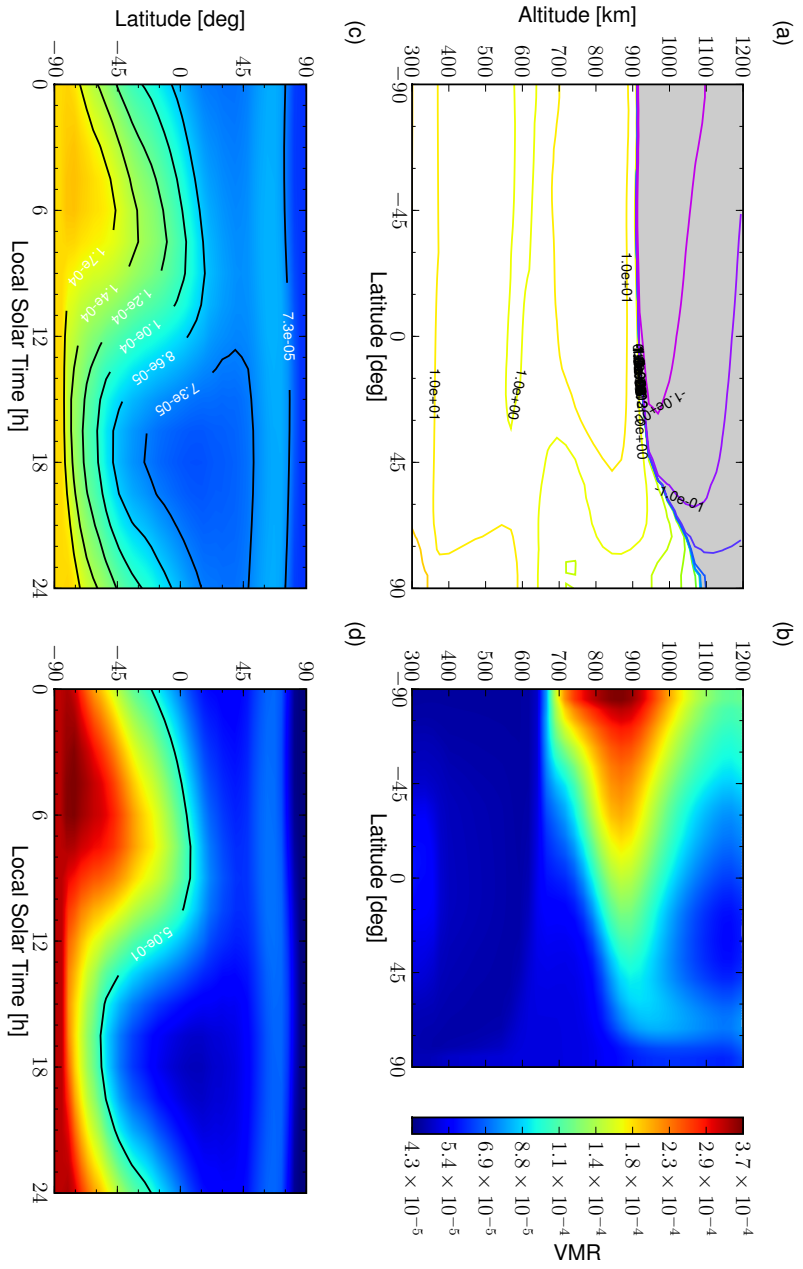 (a)
Altitude [km]
1200
1100
1000
900
800
700
600
500
400
300
-1.0e-01
1.0e+01
1.0e+00
1.0e+01
−90
−45
0
45
90
Latitude [deg]
(b)
1200
1100
1000
900
800
700
600
500
400
300
−90
−45
0
45
90
Latitude [deg]
3.7 × 10⁻⁴
2.9 × 10⁻⁴
2.3 × 10⁻⁴
1.8 × 10⁻⁴
1.4 × 10⁻⁴
1.1 × 10⁻⁴
8.8 × 10⁻⁵
6.9 × 10⁻⁵
5.4 × 10⁻⁵
4.3 × 10⁻⁵
VMR
(c)
Latitude [deg]
90
45
0
−45
−90
7.3e-05
7.3e-05
8.6e-05
1.0e-04
1.2e-04
1.4e-04
1.7e-04
0
6
12
18
24
Local Solar Time [h]
(d)
90
45
0
−45
−90
5.0e-01
0
6
12
18
24
Local Solar Time [h]